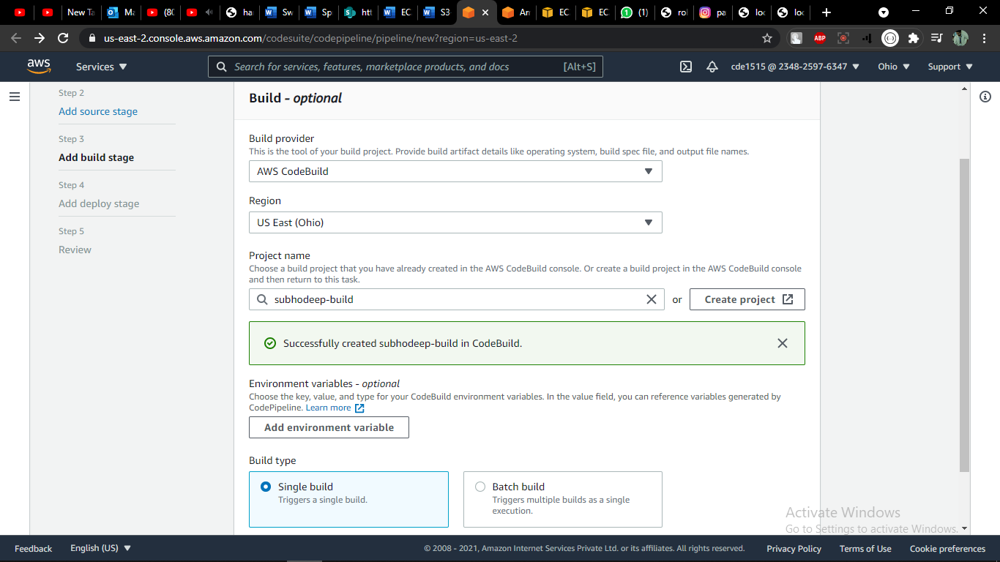 New Ta
Ma
(80
ha
Sw
Sp
htt
EC
S3
Am
EC
EC
(1)
rol
pa
loc
loc
us-east-2.console.aws.amazon.com/codesuite/codepipeline/pipeline/new?region=us-east-2
ABP
aws
Services
Search for services, features, marketplace products, and docs
[Alt+S]
cde1515 @ 2348-2597-6347
Ohio
Support
Step 2
Add source stage
Step 3
Add build stage
Step 4
Add deploy stage
Step 5
Review
Build - optional
Build provider
This is the tool of your build project. Provide build artifact details like operating system, build spec file, and output file names.
AWS CodeBuild
Region
US East (Ohio)
Project name
Choose a build project that you have already created in the AWS CodeBuild console. Or create a build project in the AWS CodeBuild console
and then return to this task.
subhodeep-build
or
Create project
Successfully created subhodeep-build in CodeBuild.
Environment variables - optional
Choose the key, value, and type for your CodeBuild environment variables. In the value field, you can reference variables generated by
CodePipeline. Learn more
Add environment variable
Build type
Single build
Triggers a single build.
Batch build
Triggers multiple builds as a single
execution.
Activate Windows
Go to Settings to activate Windows.
Feedback
English (US)
© 2008 - 2021, Amazon Internet Services Private Ltd. or its affiliates. All rights reserved.
Privacy Policy
Terms of Use
Cookie preferences